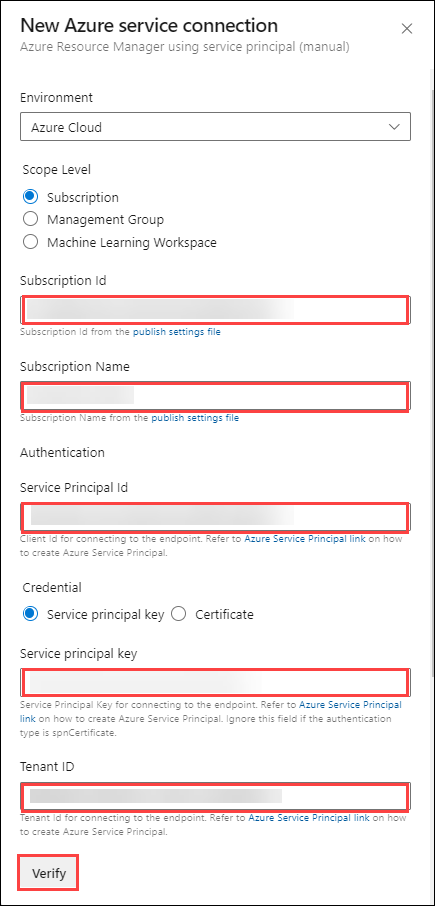 New Azure service connection
Azure Resource Manager using service principal (manual)
Environment
Azure Cloud
Scope Level
Subscription
Management Group
Machine Learning Workspace
Subscription Id
Subscription Id from the publish settings file
Subscription Name
Subscription Name from the publish settings file
Authentication
Service Principal Id
Client Id for connecting to the endpoint. Refer to Azure Service Principal link on how
to create Azure Service Principal.
Credential
Service principal key Certificate
Service principal key
Service Principal Key for connecting to the endpoint. Refer to Azure Service Principal
link on how to create Azure Service Principal. Ignore this field if the authentication
type is spnCertificate.
Tenant ID
Tenant Id for connecting to the endpoint. Refer to Azure Service Principal link on how
to create Azure Service Principal.
Verify